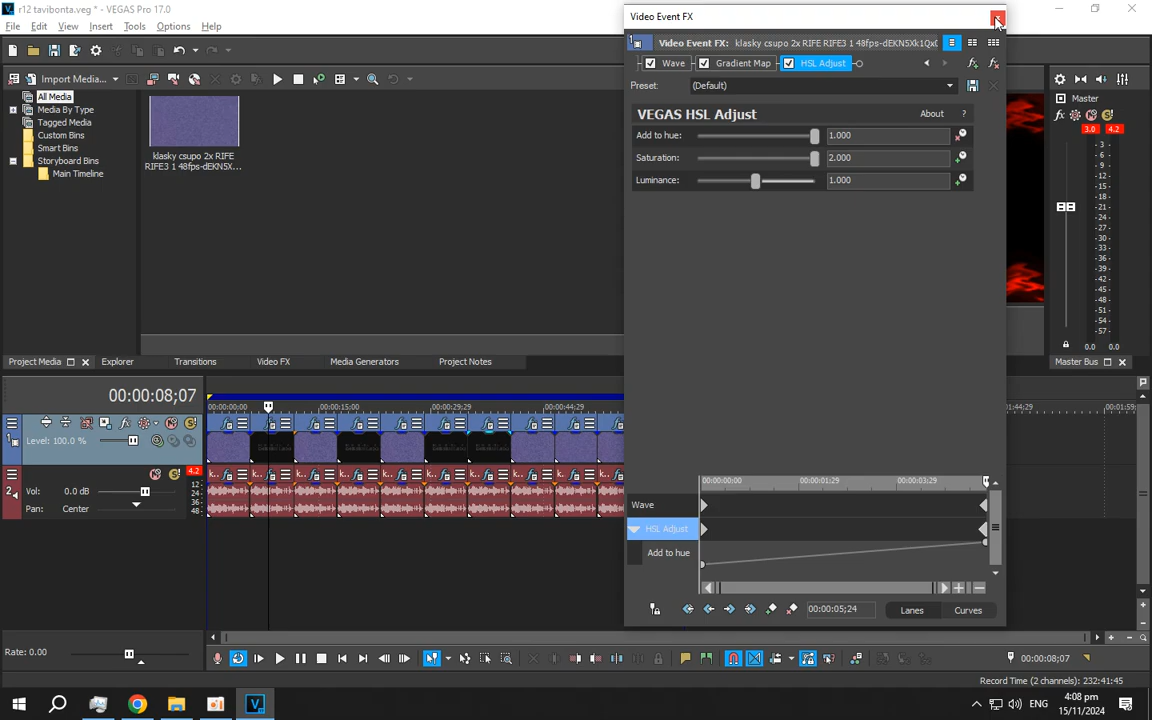 r12 tavibonta.veg * - VEGAS Pro 17.0
File Edit View Insert Tools Options Help
Import Media...
All Media
Media By Type
Tagged Media
Custom Bins
Smart Bins
Storyboard Bins
Main Timeline
klasky csupo 2x RIFE
RIFE3 1 48fps-dEKN5X...
Project Media Explorer Transitions Video FX Media Generators Project Notes
Video Event FX
Video Event FX: klasky csupo 2x RIFE RIFE3 1 48fps-dEKN5Xk1Qx
Wave Gradient Map HSL Adjust
Preset: (Default)
VEGAS HSL Adjust About ?
Add to hue: 1.000
Saturation: 2.000
Luminance: 1.000
00:00:00:00 00:00:01:29 00:00:03:29
Wave
HSL Adjust
Add to hue
00:00:05;24 Lanes Curves
Master
3.0 4.2
-3
-6
-9
-12
-15
-18
-21
-24
-27
-30
-33
-36
-39
-42
-45
-48
-51
-54
-57
0.0 0.0
Master Bus
00:00:08;07
00:00:00:00 00:00:15:00 00:00:29:29 00:00:44:29 1:44:29 00:01:59:
1
Level: 100.0 %
2
4.2
Vol: 0.0 dB
Pan: Center
12
24
36
48
k.. k.. k.. k.. k.. k.. k.. k.. k.. k..
Rate: 0.00
00:00:08;07
Record Time (2 channels): 232:41:45
ENG
4:08 pm
15/11/2024